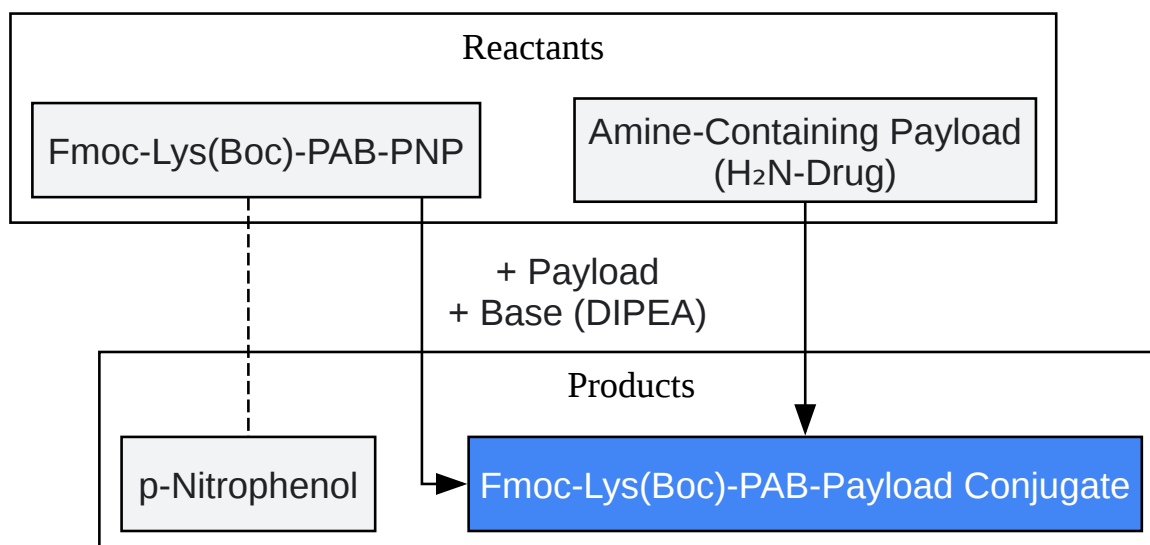 Reactants
Fmoc-Lys(Boc)-PAB-PNP
Amine-Containing Payload
(H₂N-Drug)
+ Payload
+ Base (DIPEA)
Products
p-Nitrophenol
Fmoc-Lys(Boc)-PAB-Payload Conjugate